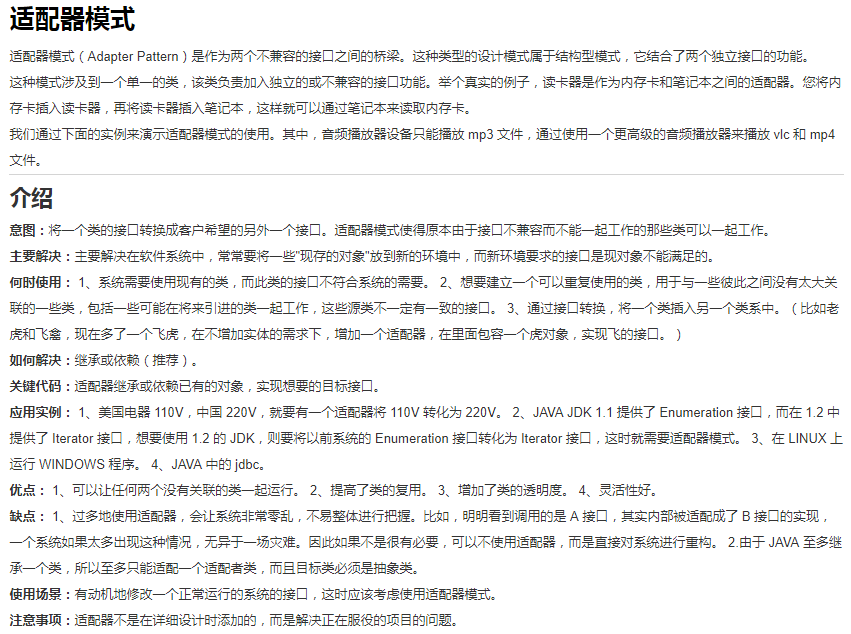 适配器模式
适配器模式（Adapter Pattern）是作为两个不兼容的接口之间的桥梁。这种类型的设计模式属于结构型模式，它结合了两个独立接口的功能。
这种模式涉及到一个单一的类，该类负责加入独立的或不兼容的接口功能。举个真实的例子，读卡器是作为内存卡和笔记本之间的适配器。您将内
存卡插入读卡器，再将读卡器插入笔记本，这样就可以通过笔记本来读取内存卡。
我们通过下面的实例来演示适配器模式的使用。其中，音频播放器设备只能播放 mp3 文件，通过使用一个更高级的音频播放器来播放 vlc 和 mp4
文件。
介绍
意图：将一个类的接口转换成客户希望的另外一个接口。适配器模式使得原本由于接口不兼容而不能一起工作的那些类可以一起工作。
主要解决：主要解决在软件系统中，常常要将一些"现存的对象"放到新的环境中，而新环境要求的接口是现对象不能满足的。
何时使用： 1、系统需要使用现有的类，而此类的接口不符合系统的需要。 2、想要建立一个可以重复使用的类，用于与一些彼此之间没有太大关
联的一些类，包括一些可能在将来引进的类一起工作，这些源类不一定有一致的接口。 3、通过接口转换，将一个类插入另一个类系中。（比如老
虎和飞禽，现在多了一个飞虎，在不增加实体的需求下，增加一个适配器，在里面包容一个虎对象，实现飞的接口。）
如何解决：继承或依赖（推荐）。
关键代码：适配器继承或依赖已有的对象，实现想要的目标接口。
应用实例： 1、美国电器 110V，中国 220V，就要有一个适配器将 110V 转化为 220V。 2、JAVA JDK 1.1 提供了 Enumeration 接口，而在 1.2 中
提供了 Iterator 接口，想要使用 1.2 的 JDK，则要将以前系统的 Enumeration 接口转化为 Iterator 接口，这时就需要适配器模式。 3、在 LINUX 上
运行 WINDOWS 程序。 4、JAVA 中的 jdbc。
优点： 1、可以让任何两个没有关联的类一起运行。 2、提高了类的复用。 3、增加了类的透明度。 4、灵活性好。
缺点： 1、过多地使用适配器，会让系统非常零乱，不易整体进行把握。比如，明明看到调用的是 A 接口，其实内部被适配成了 B 接口的实现，
一个系统如果太多出现这种情况，无异于一场灾难。因此如果不是很有必要，可以不使用适配器，而是直接对系统进行重构。 2.由于 JAVA 至多继
承一个类，所以至多只能适配一个适配者类，而且目标类必须是抽象类。
使用场景：有动机地修改一个正常运行的系统的接口，这时应该考虑使用适配器模式。
注意事项：适配器不是在详细设计时添加的，而是解决正在服役的项目的问题。